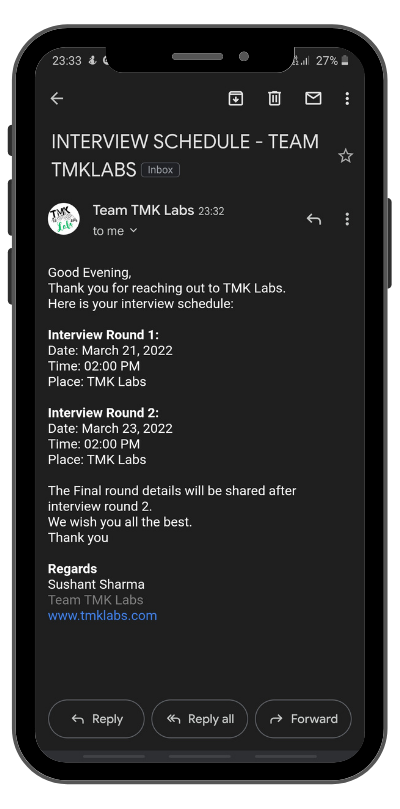 23:33
27%
INTERVIEW SCHEDULE - TEAM
TMKLABS Inbox
TMK
Labs
Team TMK Labs 23:32
to me
Good Evening,
Thank you for reaching out to TMK Labs.
Here is your interview schedule:
Interview Round 1:
Date: March 21, 2022
Time: 02:00 PM
Place: TMK Labs
Interview Round 2:
Date: March 23, 2022
Time: 02:00 PM
Place: TMK Labs
The Final round details will be shared after
interview round 2.
We wish you all the best.
Thank you
Regards
Sushant Sharma
Team TMK Labs
www.tmklabs.com
Reply
Reply all
Forward